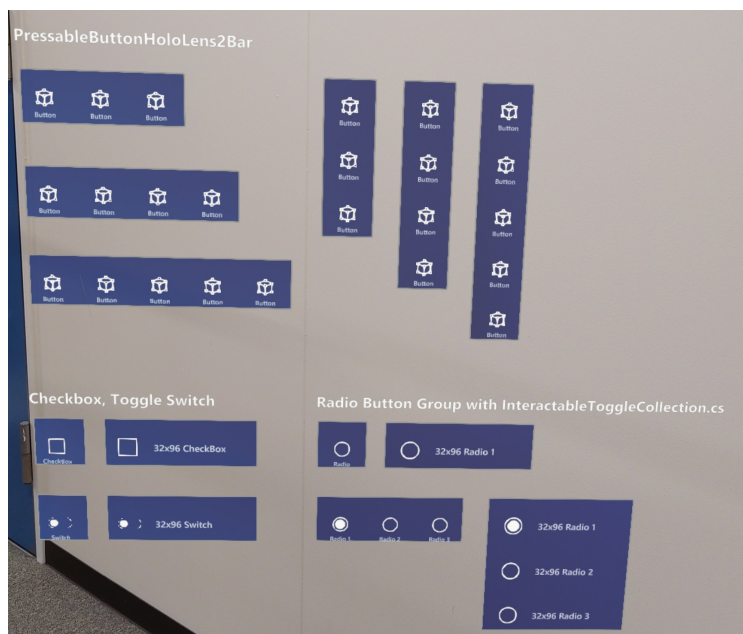 PressableButtonHoloLens2Bar
Button Button Button
Button Button Button Button
Button Button Button Button Button
Button
Button
Button
Button
Button
Button
Button
Button
Button
Button
Button
Button
Checkbox, Toggle Switch
CheckBox
32x96 CheckBox
Switch
32x96 Switch
Radio Button Group with InteractableToggleCollection.cs
Radio
32x96 Radio 1
Radio 1 Radio 2 Radio 3
32x96 Radio 1
32x96 Radio 2
32x96 Radio 3